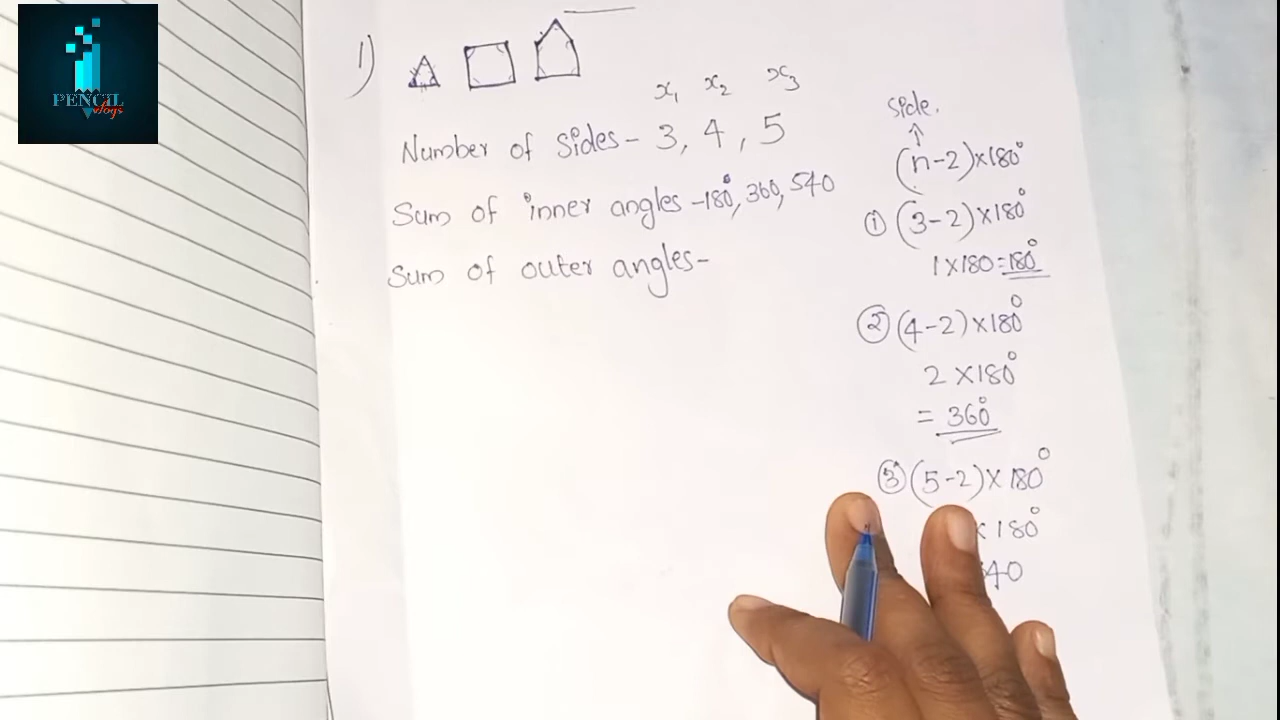 PENCIL
Vlogs
1)
x1 x2 x3
Number of sides - 3, 4, 5
Sum of inner angles - 180°, 360, 540
Sum of outer angles -
side.
↑
(n-2)×180°
① (3-2)×180°
1×180=180°
② (4-2)×180°
2×180°
= 360°
③ (5-2)×180°
×180°
40